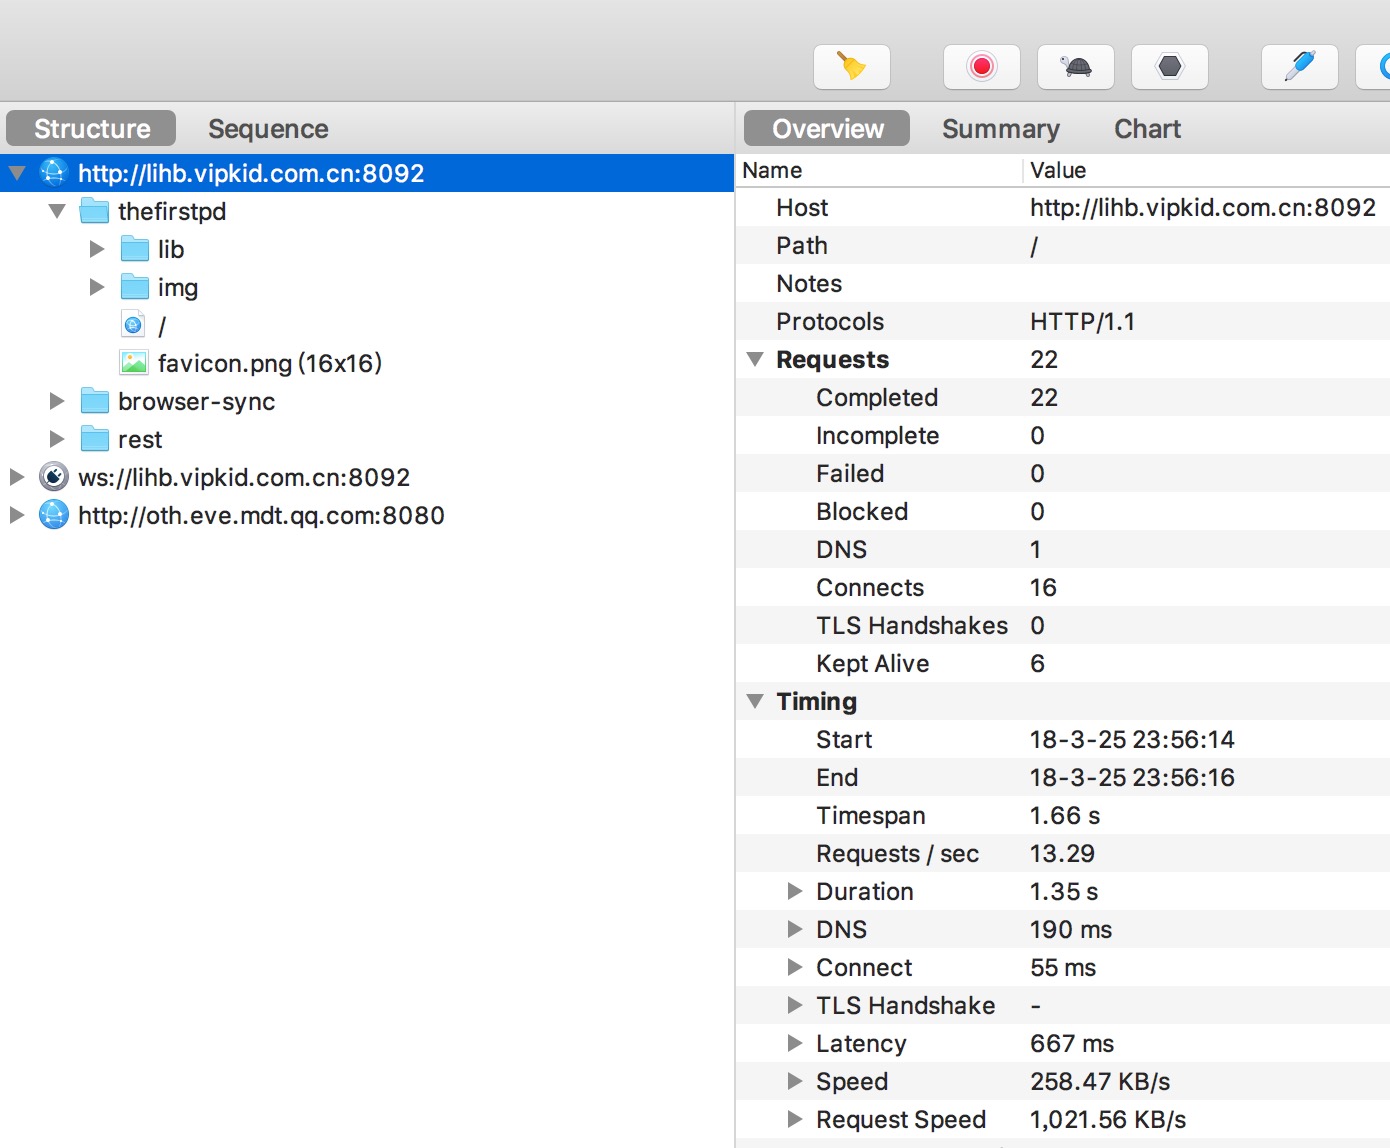 Structure Sequence
http://lihb.vipkid.com.cn:8092
thefirstpd
lib
img
/
favicon.png (16x16)
browser-sync
rest
ws://lihb.vipkid.com.cn:8092
http://oth.eve.mdt.qq.com:8080
Overview Summary Chart
Name Value
Host http://lihb.vipkid.com.cn:8092
Path /
Notes
Protocols HTTP/1.1
Requests 22
Completed 22
Incomplete 0
Failed 0
Blocked 0
DNS 1
Connects 16
TLS Handshakes 0
Kept Alive 6
Timing
Start 18-3-25 23:56:14
End 18-3-25 23:56:16
Timespan 1.66 s
Requests / sec 13.29
Duration 1.35 s
DNS 190 ms
Connect 55 ms
TLS Handshake -
Latency 667 ms
Speed 258.47 KB/s
Request Speed 1,021.56 KB/s